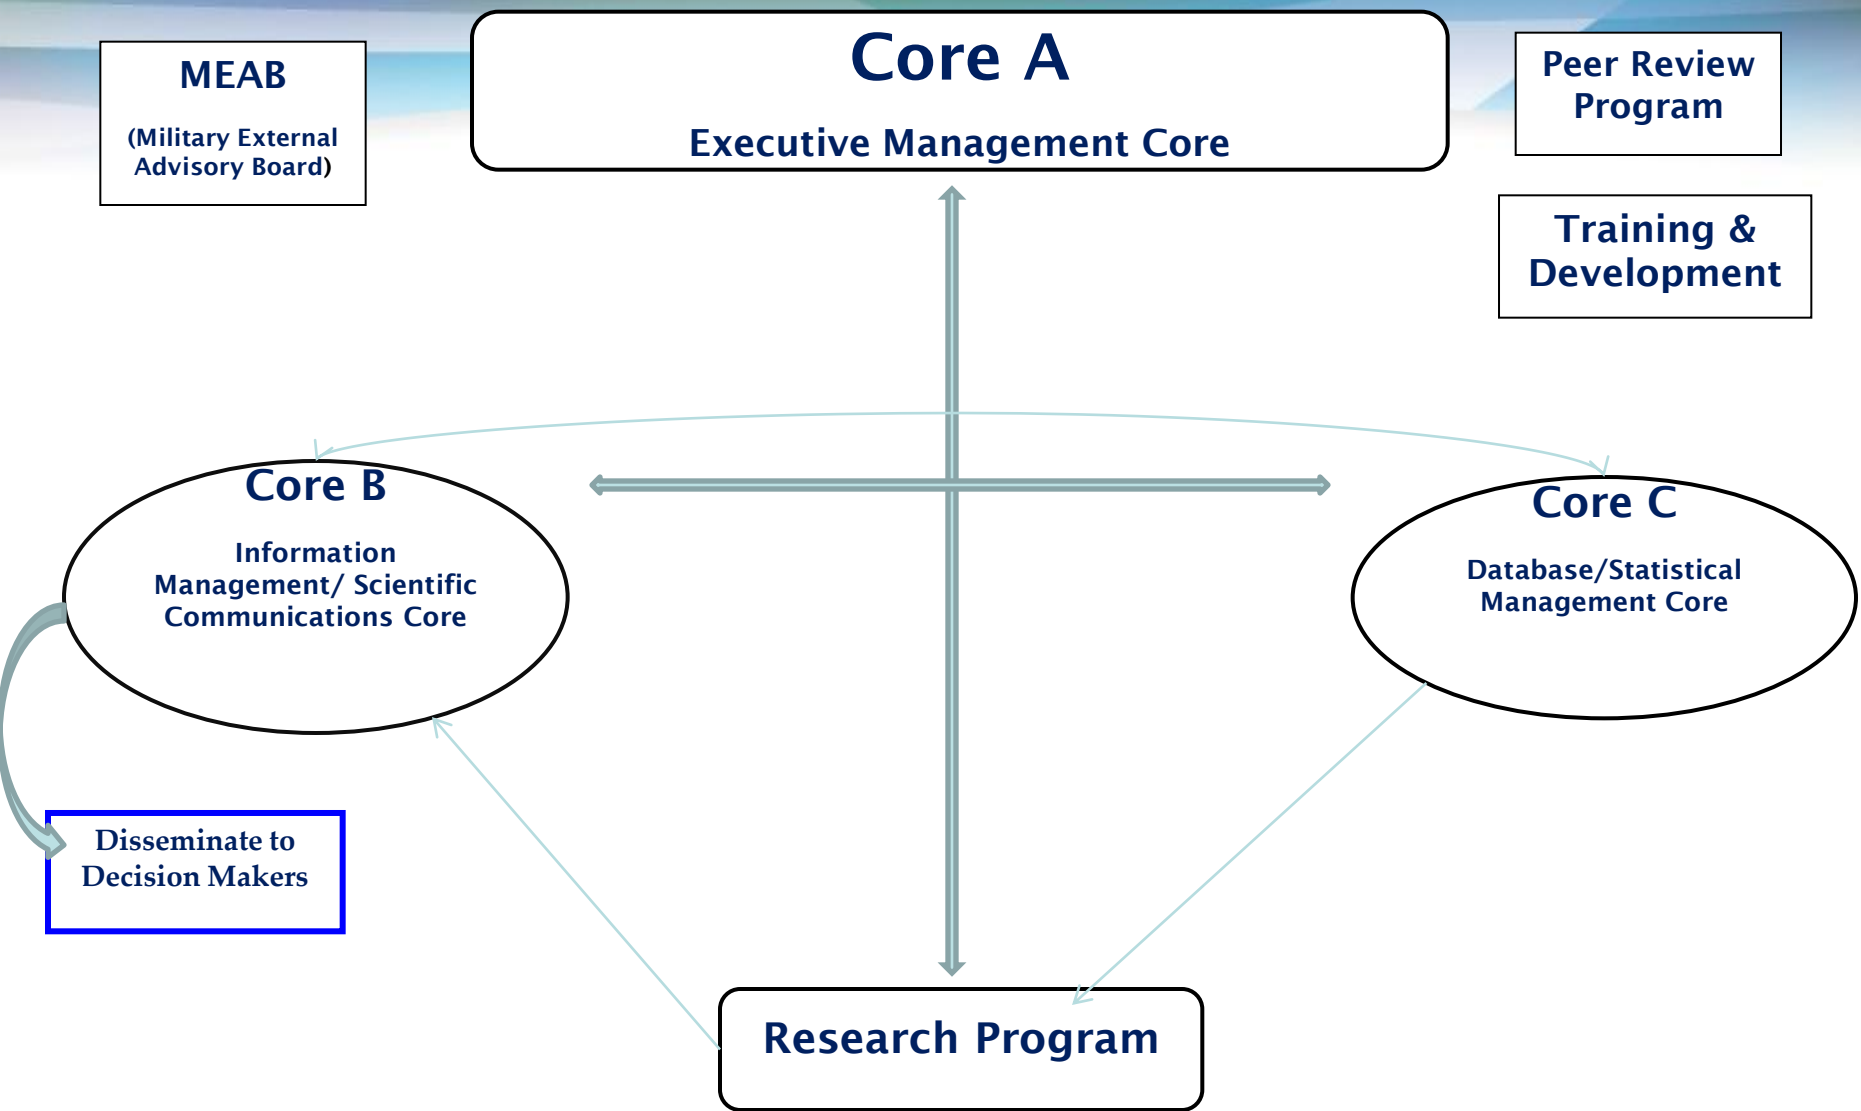 MEAB
(Military External
Advisory Board)
Core A
Executive Management Core
Peer Review
Program
Training &
Development
Core B
Information
Management/ Scientific
Communications Core
Core C
Database/Statistical
Management Core
Disseminate to
Decision Makers
Research Program